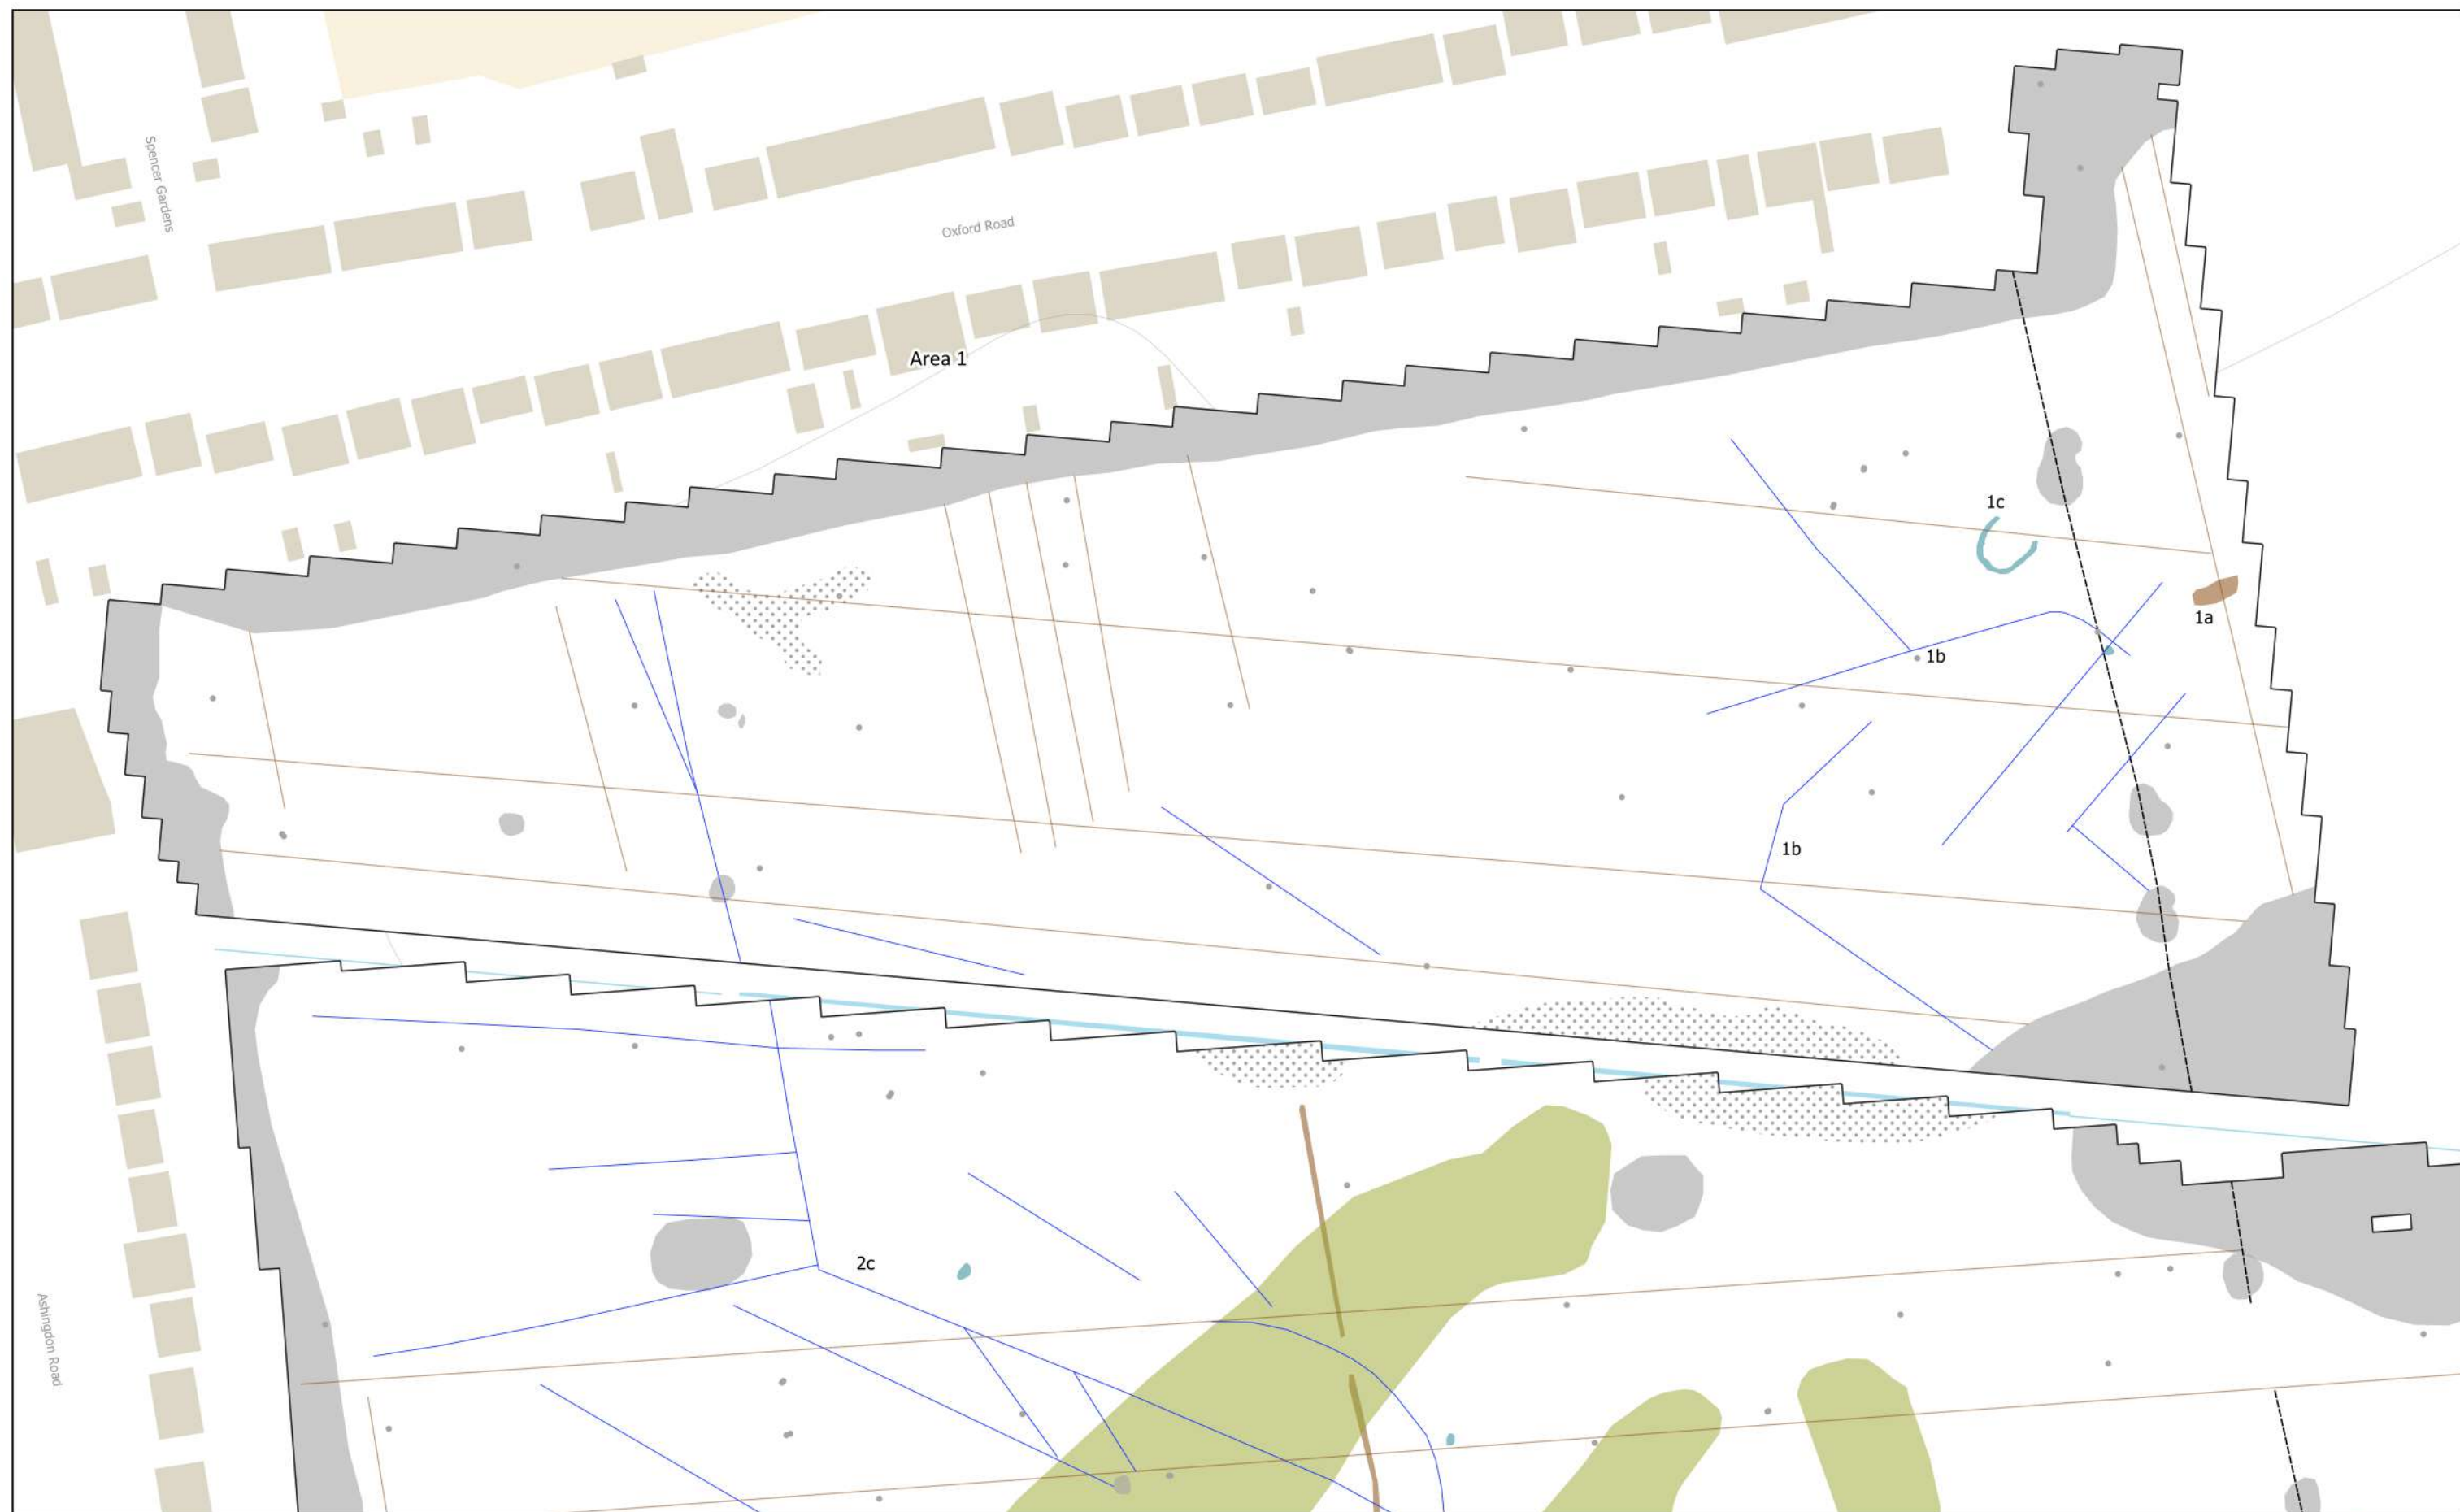 Spencer Gardens
Oxford Road
Area 1
1c
1a
1b
1b
2c
Ashingdon Road